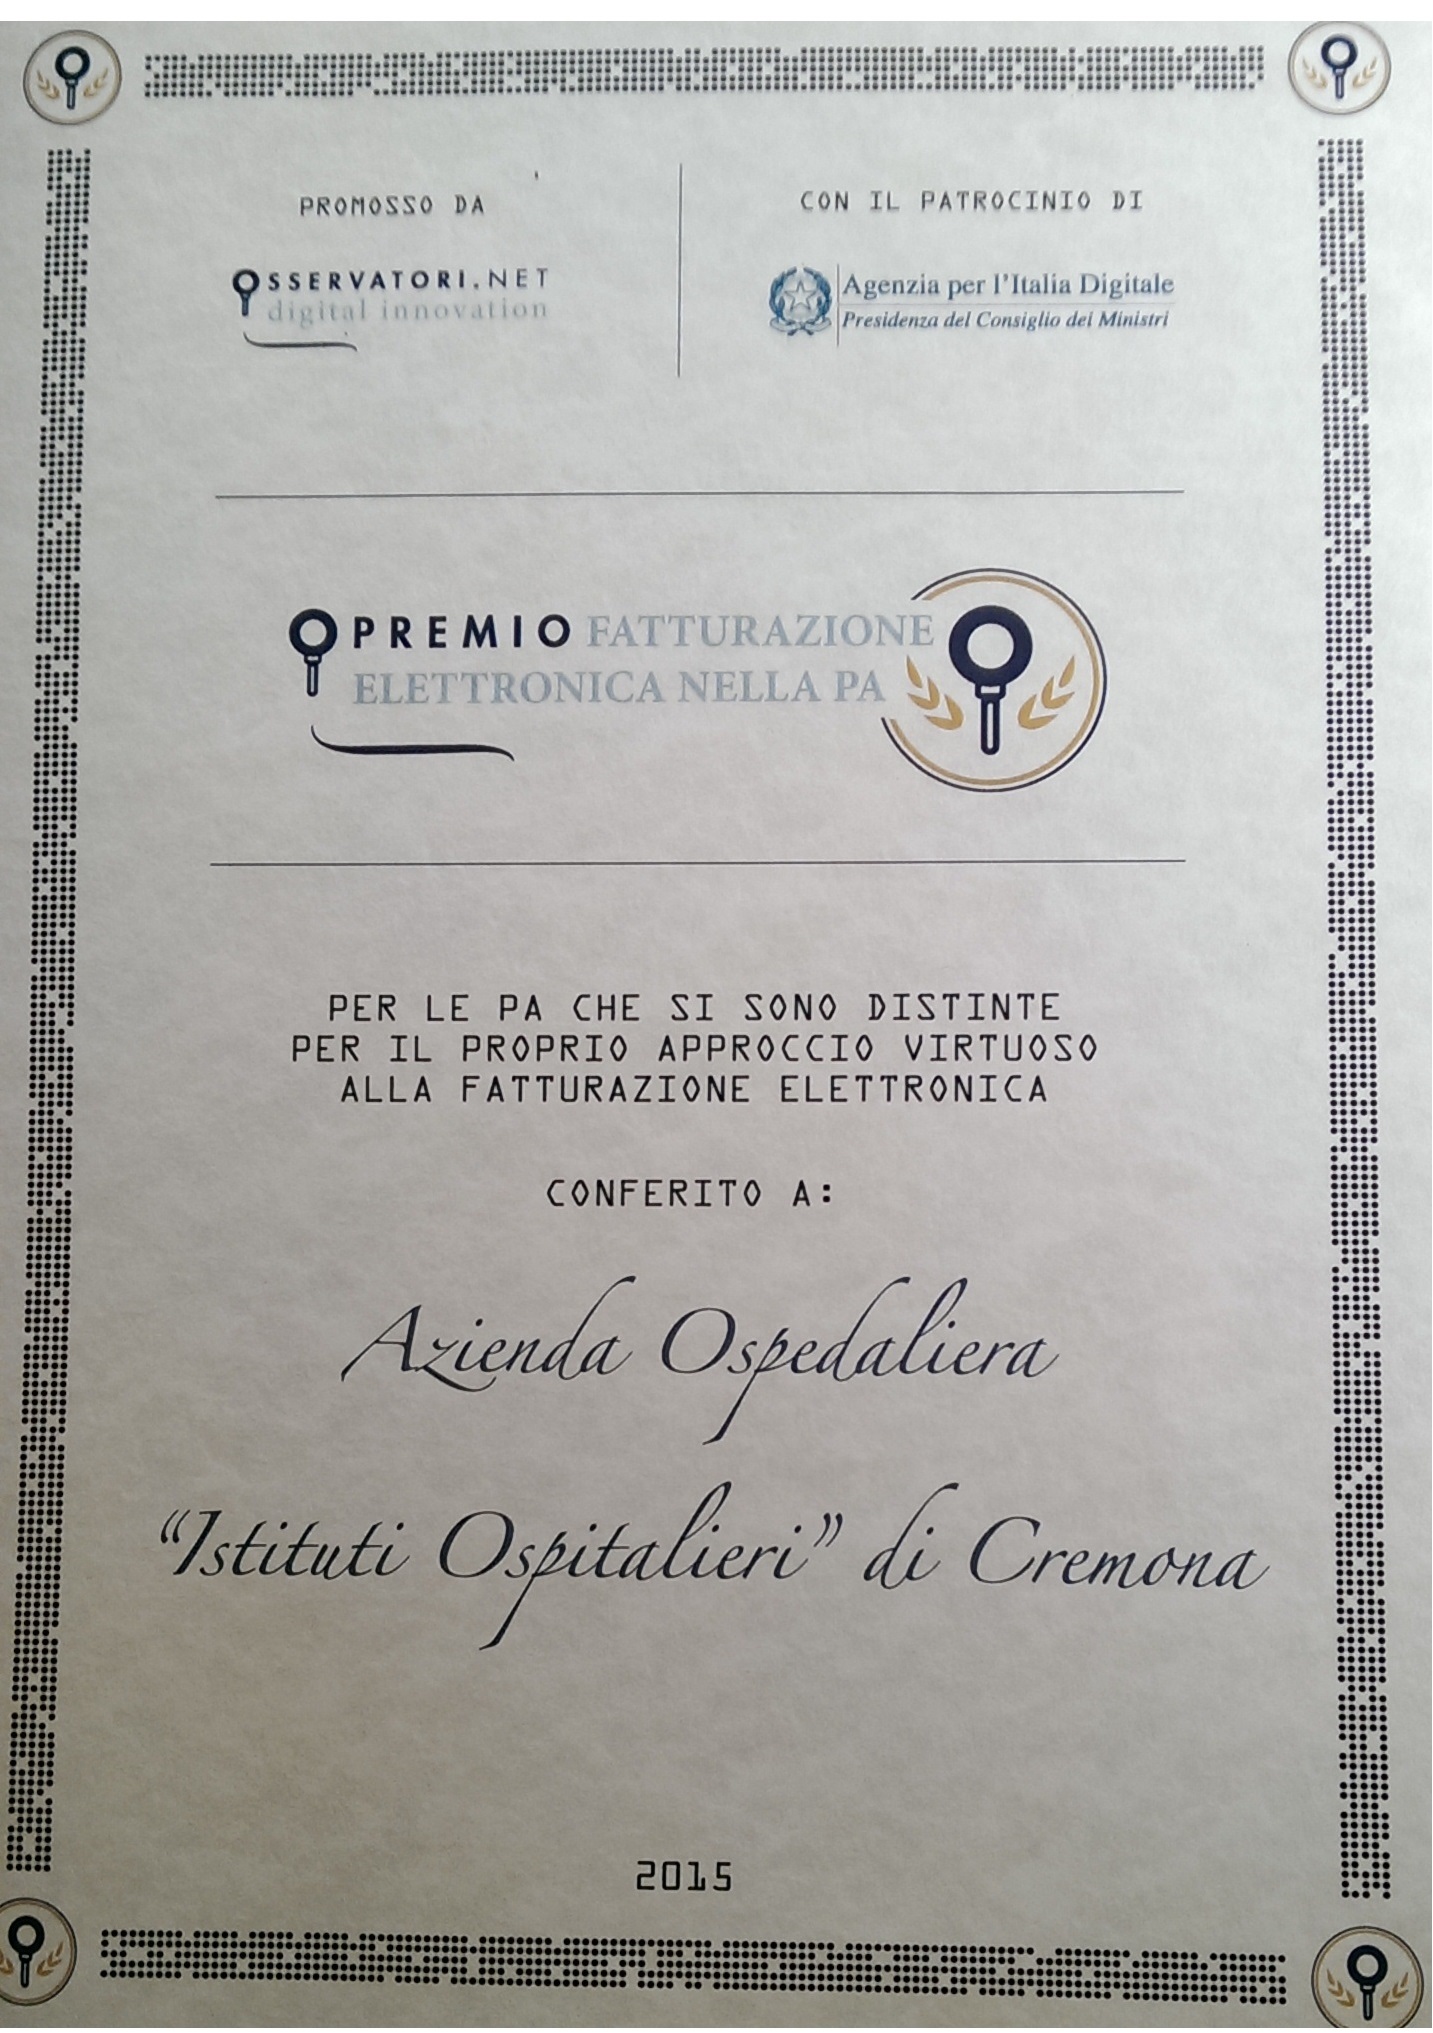 PROMOSSO DA
OSSERVATORI.NET
digital innovation
CON IL PATROCINIO DI
Agenzia per l'Italia Digitale
Presidenza del Consiglio dei Ministri
PREMIO FATTURAZIONE
ELETTRONICA NELLA PA
PER LE PA CHE SI SONO DISTINTE
PER IL PROPRIO APPROCCIO VIRTUOSO
ALLA FATTURAZIONE ELETTRONICA
CONFERITO A:
Azienda Ospedaliera
“Istituti Ospitalieri” di Cremona
2015